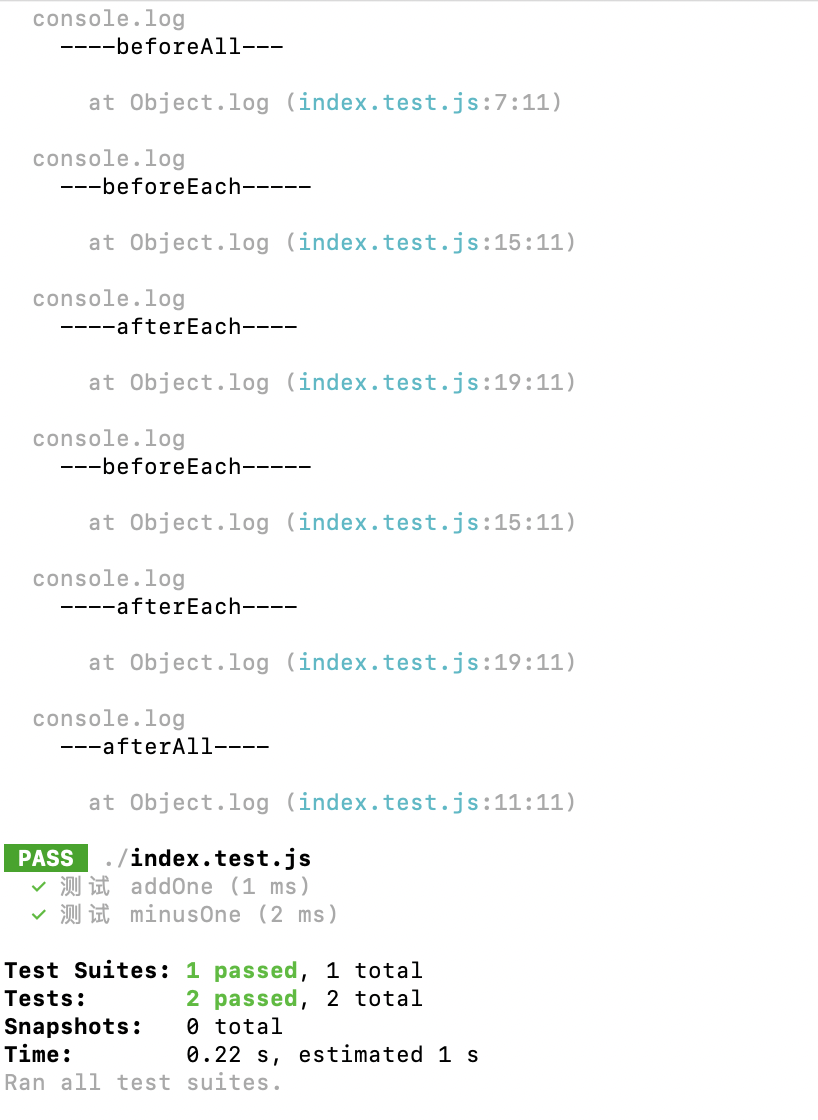 console.log
----beforeAll---
at Object.log (index.test.js:7:11)
console.log
---beforeEach-----
at Object.log (index.test.js:15:11)
console.log
----afterEach----
at Object.log (index.test.js:19:11)
console.log
---beforeEach-----
at Object.log (index.test.js:15:11)
console.log
----afterEach----
at Object.log (index.test.js:19:11)
console.log
---afterAll----
at Object.log (index.test.js:11:11)
PASS ./index.test.js
✓ 测试 addOne (1 ms)
✓ 测试 minusOne (2 ms)
Test Suites: 1 passed, 1 total
Tests: 2 passed, 2 total
Snapshots: 0 total
Time: 0.22 s, estimated 1 s
Ran all test suites.